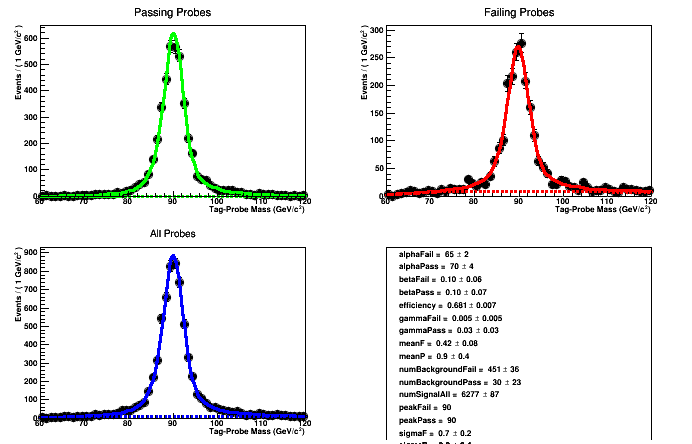 Passing Probes
Events / ( 1 GeV/c² )
600
500
400
300
200
100
0
60 70 80 90 100 110 120
Tag-Probe Mass (GeV/c²)
Failing Probes
Events / ( 1 GeV/c² )
300
250
200
150
100
50
60 70 80 90 100 110 120
Tag-Probe Mass (GeV/c²)
All Probes
Events / ( 1 GeV/c² )
900
800
700
600
500
400
300
200
100
0
60 70 80 90 100 110 120
Tag-Probe Mass (GeV/c²)
alphaFail = 65 ± 2
alphaPass = 70 ± 4
betaFail = 0.10 ± 0.06
betaPass = 0.10 ± 0.07
efficiency = 0.681 ± 0.007
gammaFail = 0.005 ± 0.005
gammaPass = 0.03 ± 0.03
meanF = 0.42 ± 0.08
meanP = 0.9 ± 0.4
numBackgroundFail = 451 ± 36
numBackgroundPass = 30 ± 23
numSignalAll = 6277 ± 87
peakFail = 90
peakPass = 90
sigmaF = 0.7 ± 0.2